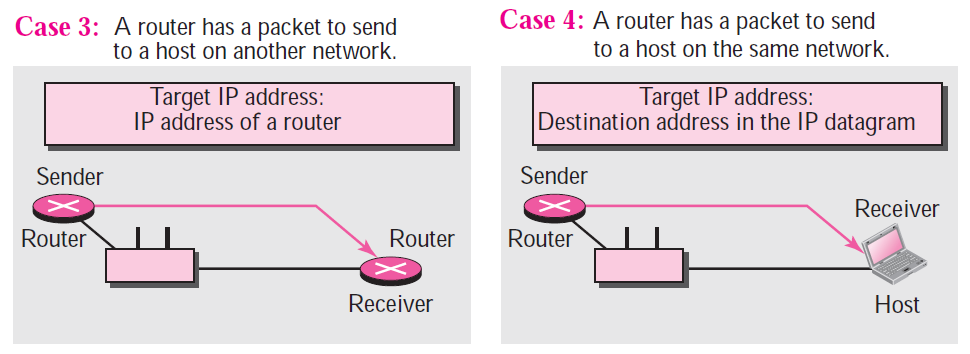 Case 3: A router has a packet to send
to a host on another network.
Target IP address:
IP address of a router
Sender
Router
Router
Receiver
Case 4: A router has a packet to send
to a host on the same network.
Target IP address:
Destination address in the IP datagram
Sender
Receiver
Router
Host